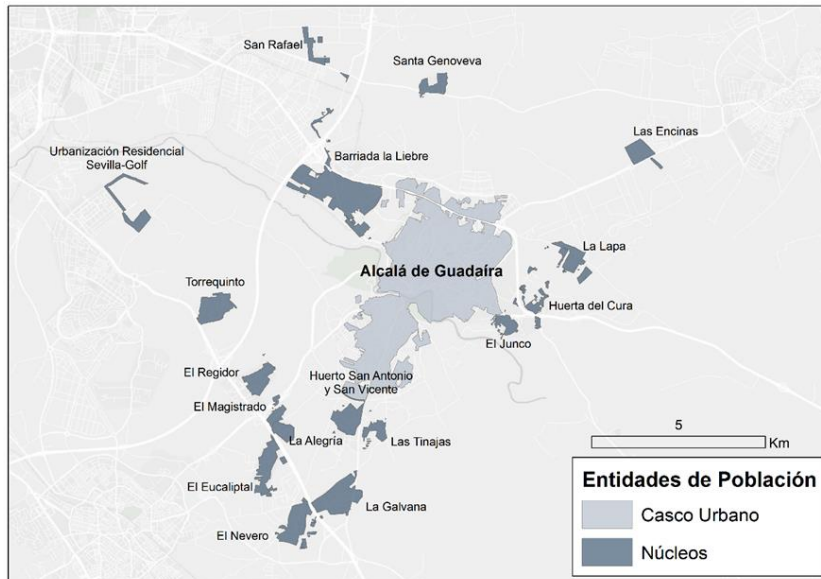 San Rafael
Santa Genoveva
Las Encinas
Urbanización Residencial
Sevilla-Golf
Barriada la Liebre
La Lapa
Alcalá de Guadaíra
Torrequinto
Huerta del Cura
El Junco
El Regidor
Huerto San Antonio
y San Vicente
El Magistrado
La Alegría
Las Tinajas
El Eucaliptal
La Galvana
El Nevero
5
Km
Entidades de Población
Casco Urbano
Núcleos